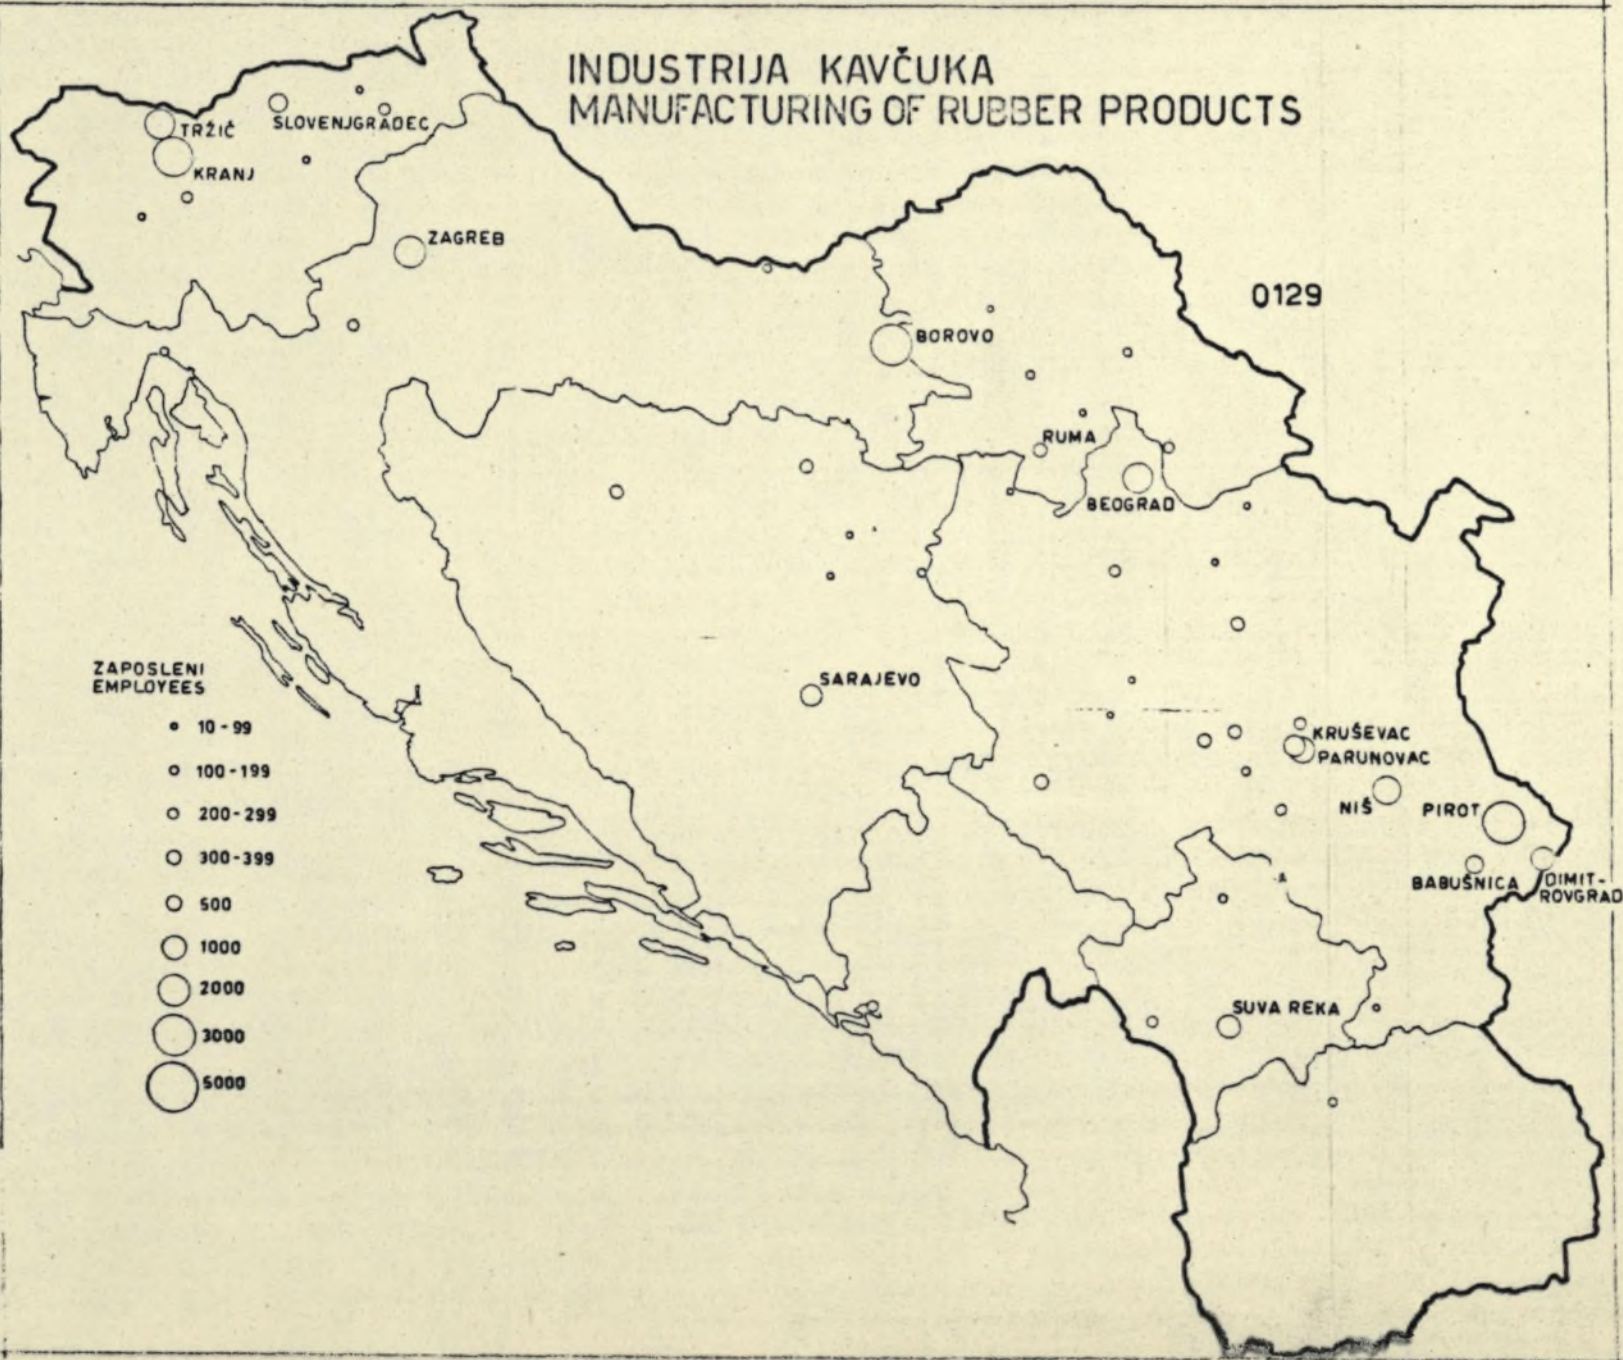 INDUSTRIJA KAVČUKA
MANUFACTURING OF RUBBER PRODUCTS
TRŽIČ
SLOVENJGRADEC
KRANJ
ZAGREB
0129
BOROVO
RUMA
BEOGRAD
ZAPOSLENI
EMPLOYEES
10-99
100-199
200-299
300-399
500
1000
2000
3000
5000
SARAJEVO
KRUŠEVAC
PARUNOVAC
NIŠ
PIROT
BABUŠNICA
DIMIT-
ROVGRAD
SUVA REKA